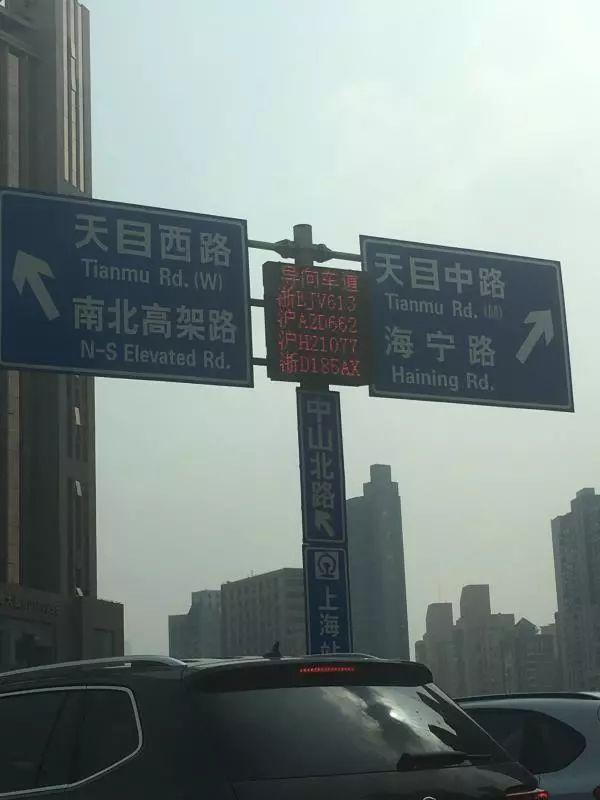 天目西路
Tianmu Rd. (W)
南北高架路
N-S Elevated Rd.
导向车道
浙EJV613
沪A2D662
沪H21077
浙D185AX
天目中路
Tianmu Rd. (M)
海宁路
Haining Rd.
中山北路
上海站